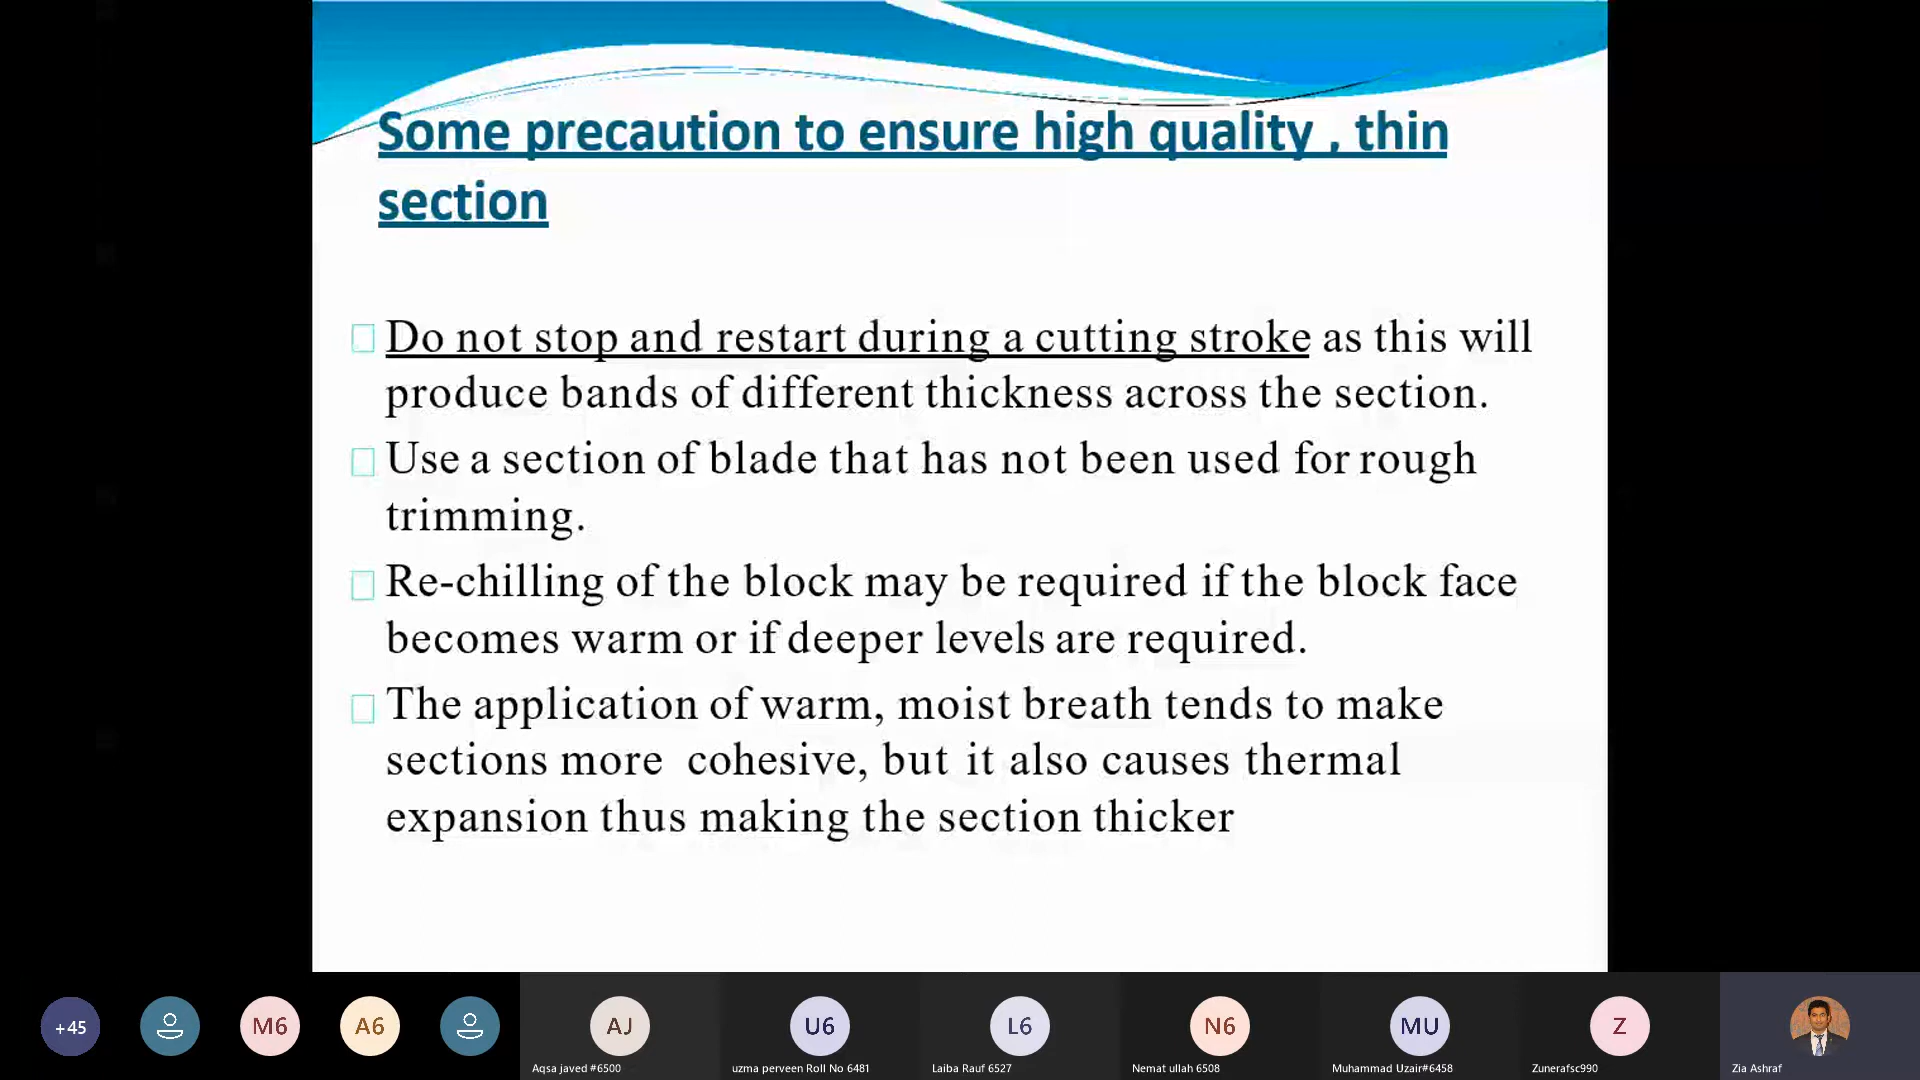 Some precaution to ensure high quality , thin
section
Do not stop and restart during a cutting stroke as this will
produce bands of different thickness across the section.
Use a section of blade that has not been used for rough
trimming.
Re-chilling of the block may be required if the block face
becomes warm or if deeper levels are required.
The application of warm, moist breath tends to make
sections more cohesive, but it also causes thermal
expansion thus making the section thicker
+45
M6
A6
AJ
U6
L6
N6
MU
Z
Aqsa javed #6500
uzma perveen Roll No 6481
Laiba Rauf 6527
Nemat ullah 6508
Muhammad Uzair#6458
Zunerafsc990
Zia Ashraf